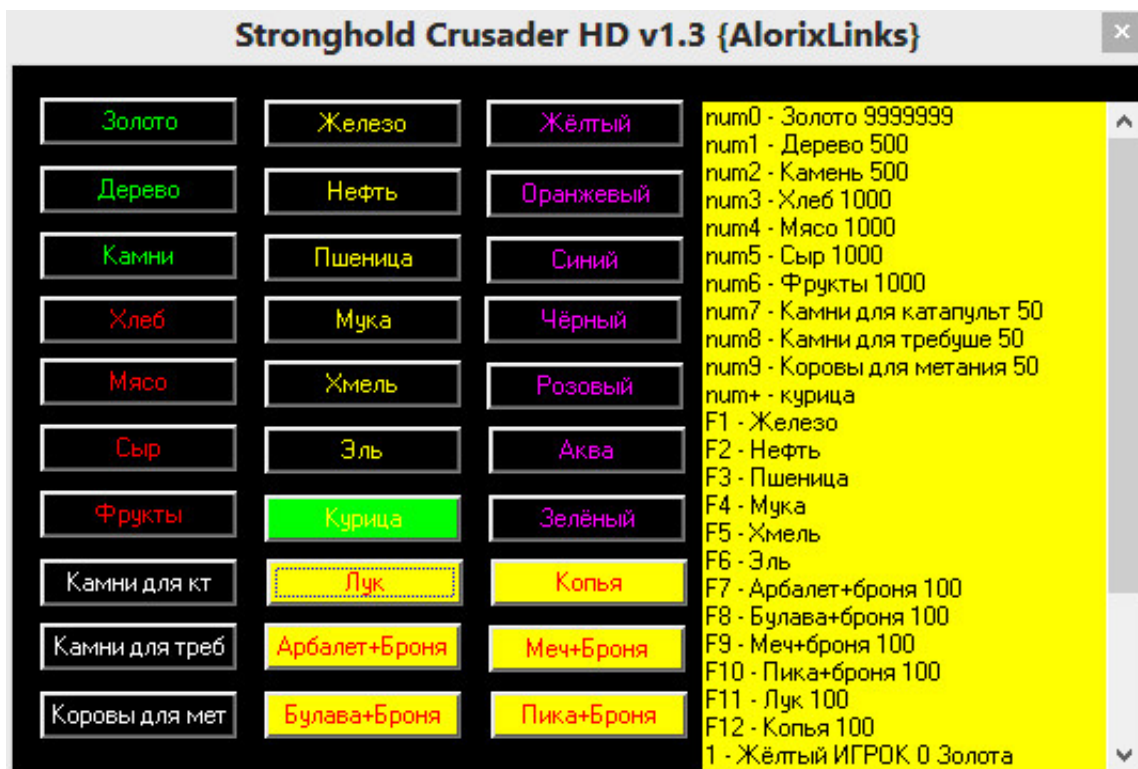 Stronghold Crusader HD v1.3 {AlorixLinks}
Золото
Железо
Жёлтый
Дерево
Нефть
Оранжевый
Камни
Пшеница
Синий
Хлеб
Мука
Чёрный
Мясо
Хмель
Розовый
Сыр
Эль
Аква
Фрукты
Курица
Зелёный
Камни для кт
Лук
Копья
Камни для треб
Арбалет+Броня
Меч+Броня
Коровы для мет
Булава+Броня
Пика+Броня
num0 - Золото 9999999
num1 - Дерево 500
num2 - Камень 500
num3 - Хлеб 1000
num4 - Мясо 1000
num5 - Сыр 1000
num6 - Фрукты 1000
num7 - Камни для катапульт 50
num8 - Камни для требуше 50
num9 - Коровы для метания 50
num+ - курица
F1 - Железо
F2 - Нефть
F3 - Пшеница
F4 - Мука
F5 - Хмель
F6 - Эль
F7 - Арбалет+броня 100
F8 - Булава+броня 100
F9 - Меч+броня 100
F10 - Пика+броня 100
F11 - Лук 100
F12 - Копья 100
1 - Жёлтый ИГРОК 0 Золота